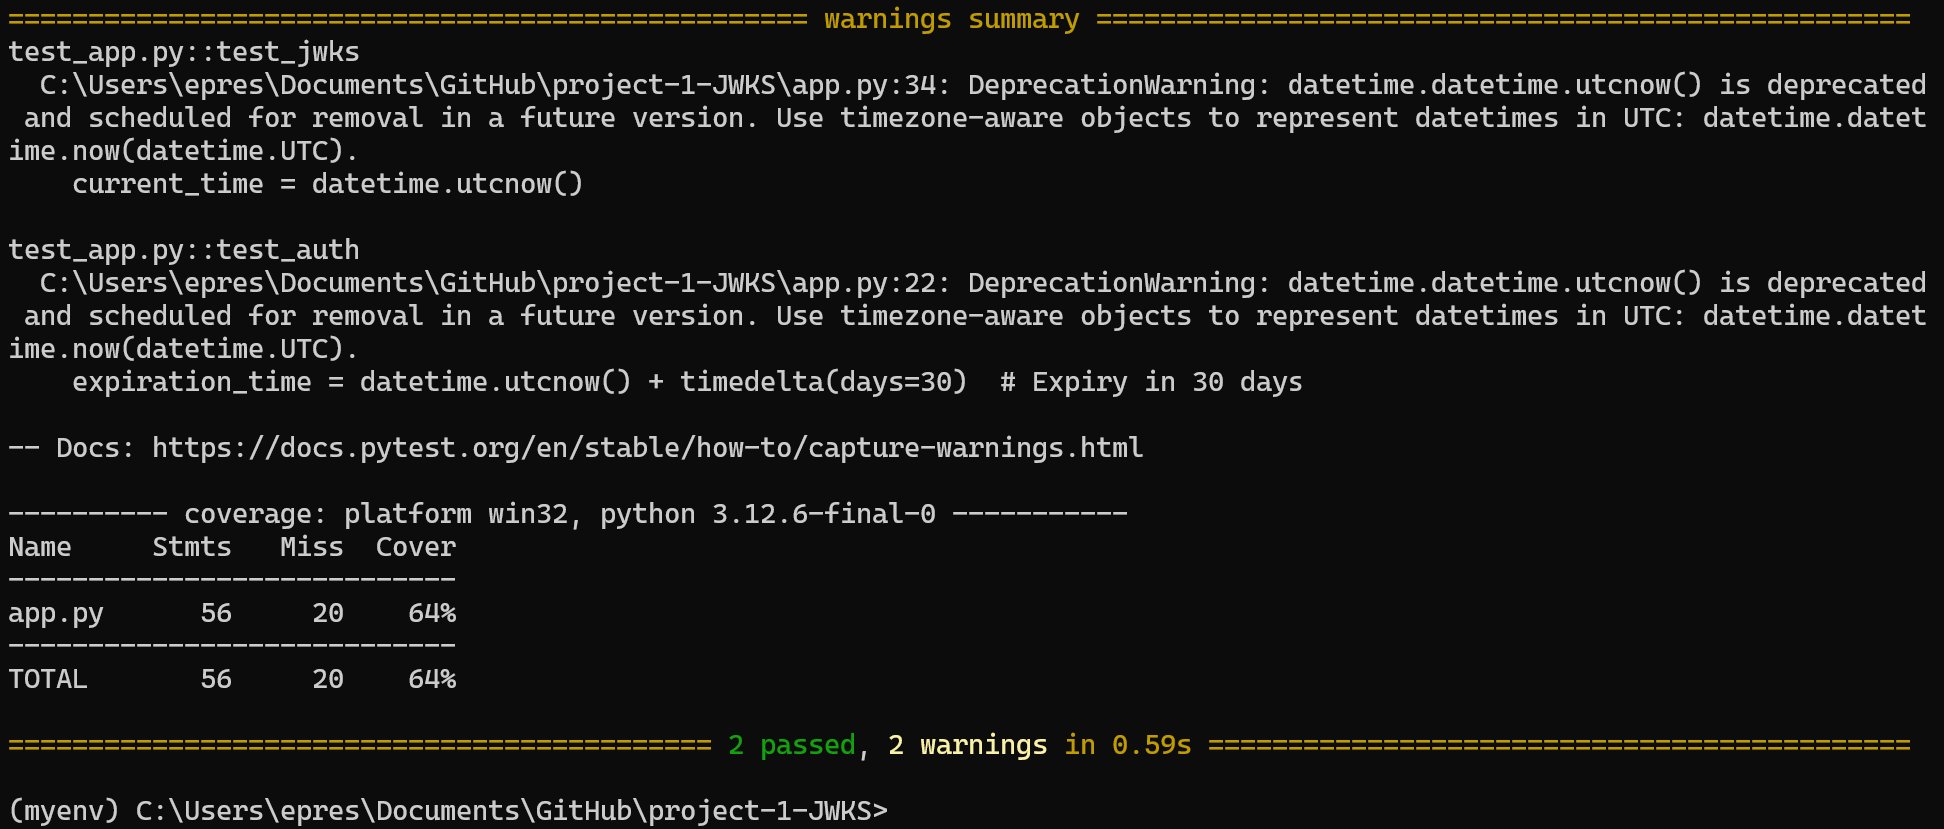 ================================================== warnings summary ===================================================
test_app.py::test_jwks
  C:\Users\epres\Documents\GitHub\project-1-JWKS\app.py:34: DeprecationWarning: datetime.datetime.utcnow() is deprecated
 and scheduled for removal in a future version. Use timezone-aware objects to represent datetimes in UTC: datetime.datet
ime.now(datetime.UTC).
    current_time = datetime.utcnow()

test_app.py::test_auth
  C:\Users\epres\Documents\GitHub\project-1-JWKS\app.py:22: DeprecationWarning: datetime.datetime.utcnow() is deprecated
 and scheduled for removal in a future version. Use timezone-aware objects to represent datetimes in UTC: datetime.datet
ime.now(datetime.UTC).
    expiration_time = datetime.utcnow() + timedelta(days=30)  # Expiry in 30 days

-- Docs: https://docs.pytest.org/en/stable/how-to/capture-warnings.html

---------- coverage: platform win32, python 3.12.6-final-0 -----------
Name     Stmts   Miss  Cover
----------------------------
app.py      56     20    64%
----------------------------
TOTAL       56     20    64%

============================================ 2 passed, 2 warnings in 0.59s ============================================

(myenv) C:\Users\epres\Documents\GitHub\project-1-JWKS>